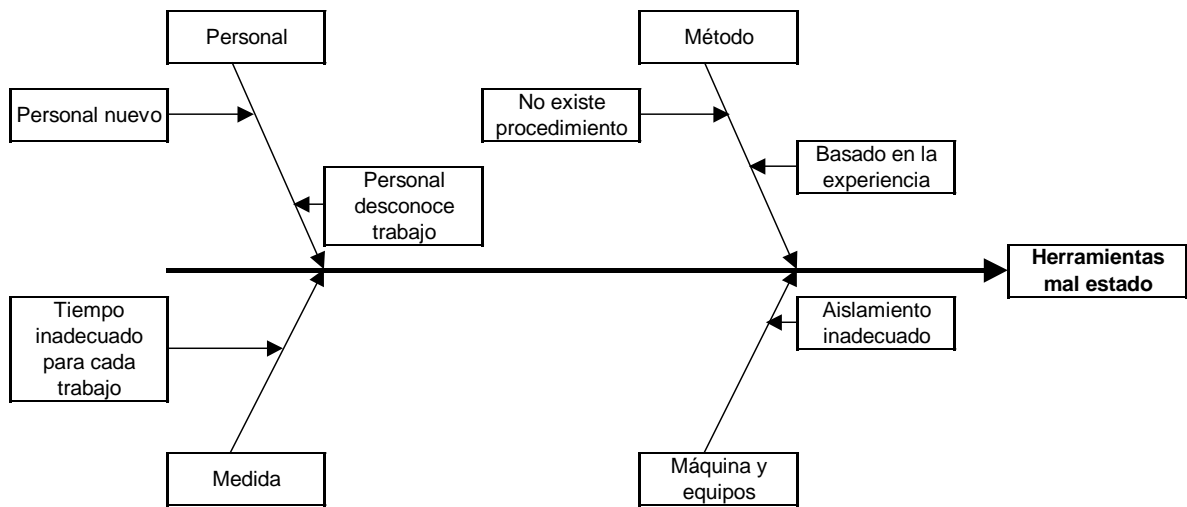 Personal
Método
Personal nuevo
No existe
procedimiento
Basado en la
experiencia
Personal
desconoce
trabajo
Herramientas
mal estado
Tiempo
inadecuado
para cada
trabajo
Aislamiento
inadecuado
Medida
Máquina y
equipos